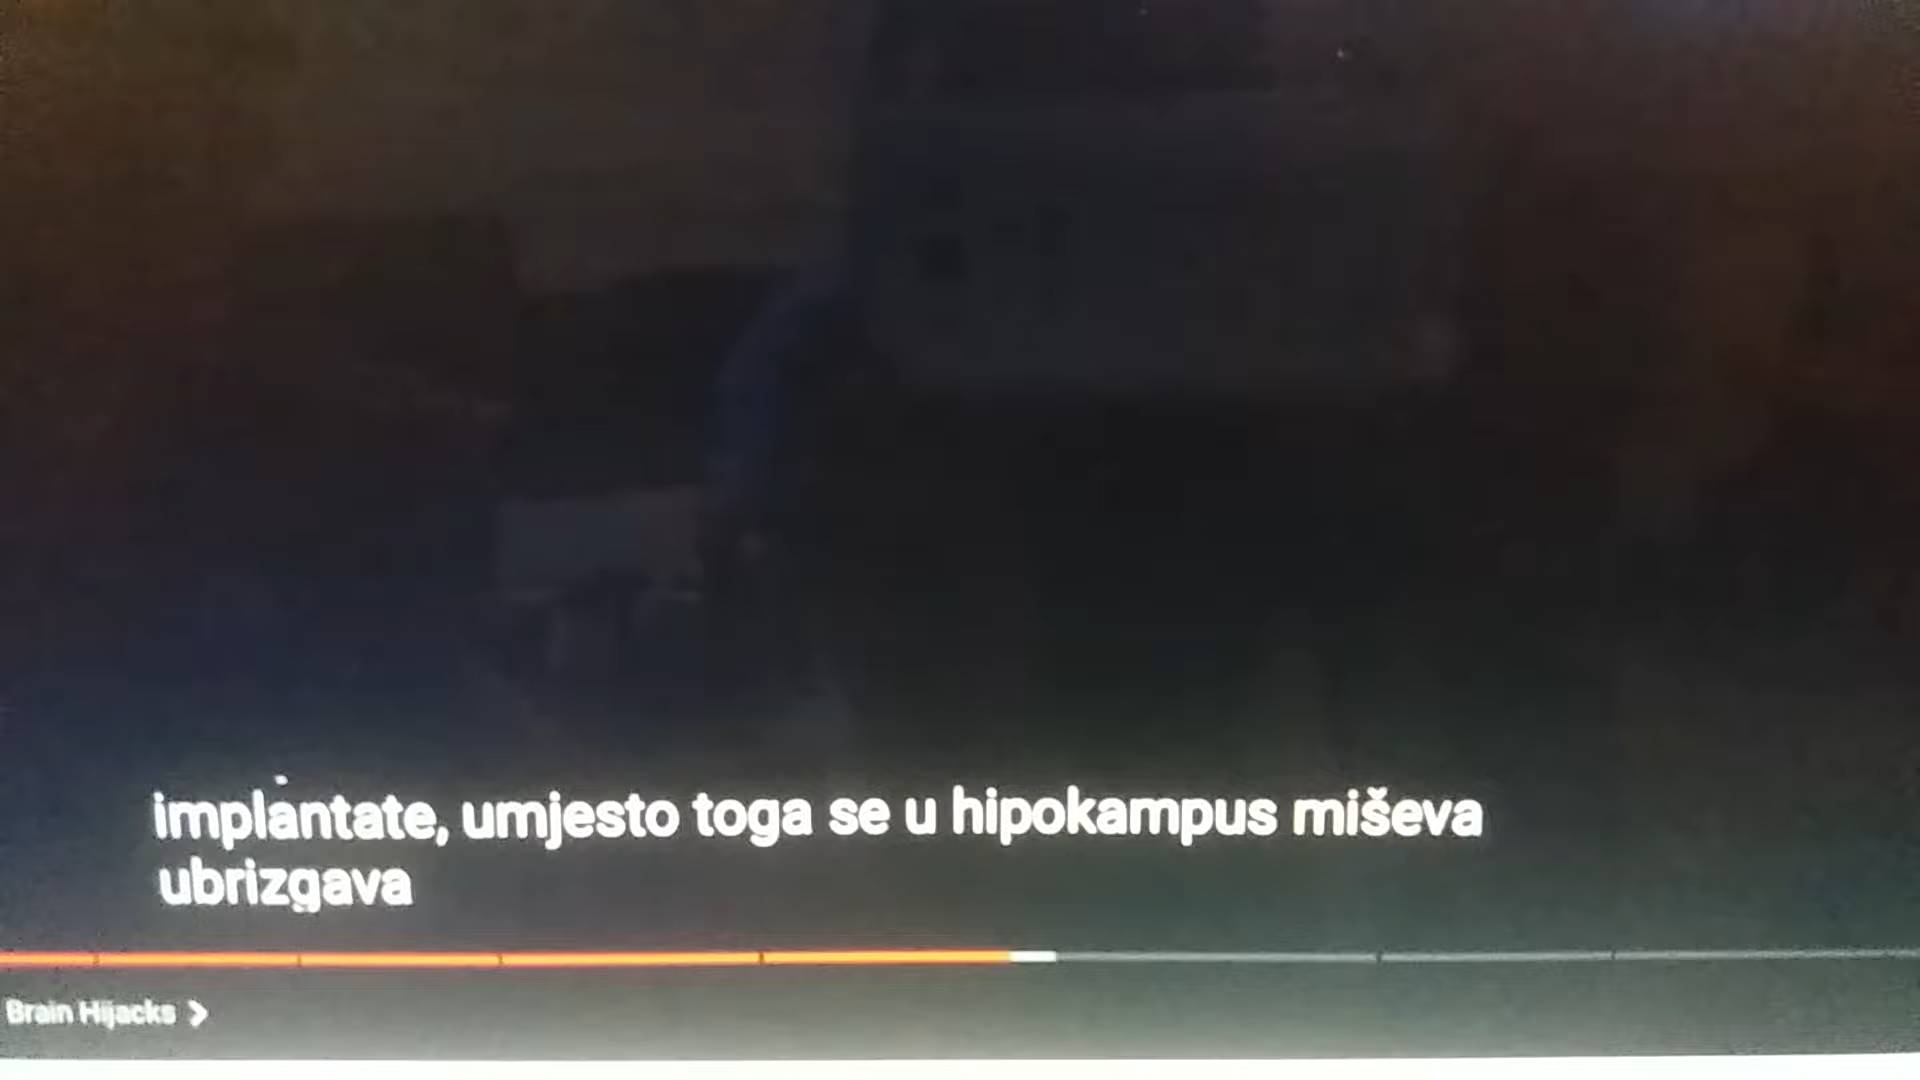 implantate, umjesto toga se u hipokampus miševa
ubrizgava
Brain Hijacks